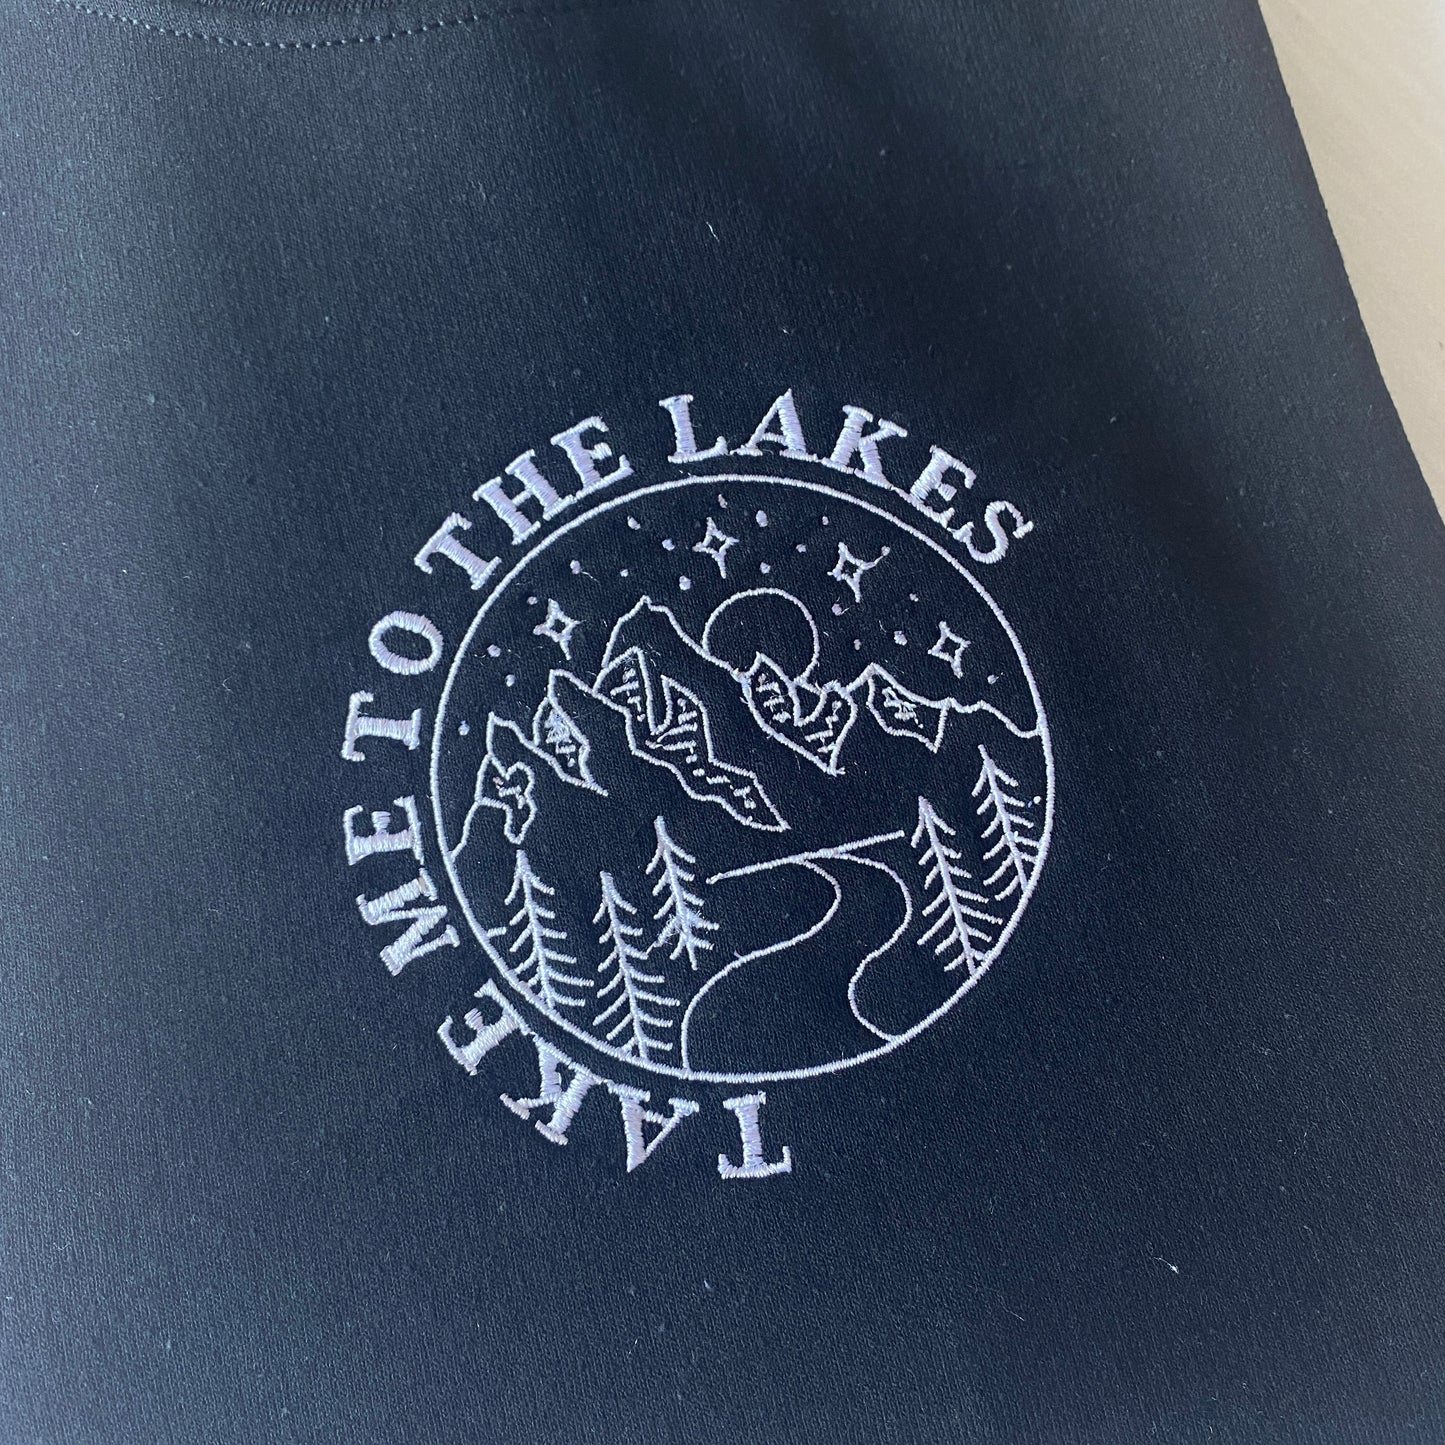 TAKE ME TO THE LAKES